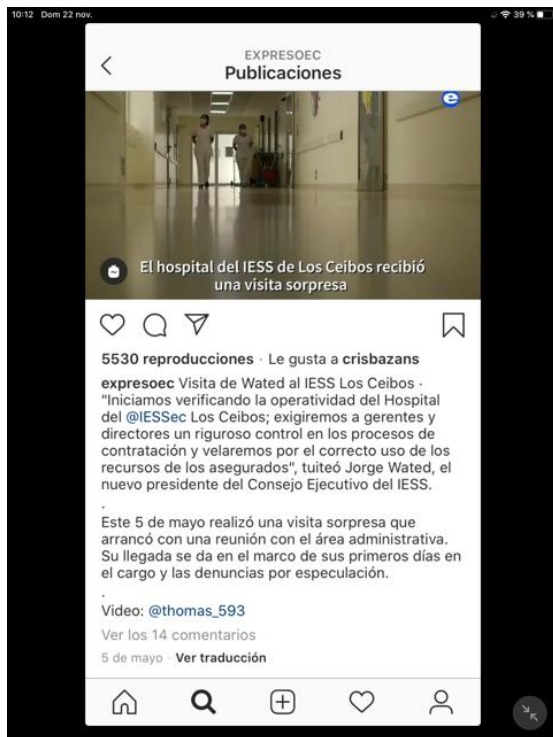 10:12 Dom 22 nov.
39 %
EXPRESOEC
Publicaciones
e
El hospital del IESS de Los Ceibos recibió
una visita sorpresa
5530 reproducciones · Le gusta a crisbazans
expresoec Visita de Wated al IESS Los Ceibos ·
"Iniciamos verificando la operatividad del Hospital
del @IESSec Los Ceibos; exigiremos a gerentes y
directores un riguroso control en los procesos de
contratación y velaremos por el correcto uso de los
recursos de los asegurados", tuiteó Jorge Wated, el
nuevo presidente del Consejo Ejecutivo del IESS.
.
Este 5 de mayo realizó una visita sorpresa que
arrancó con una reunión con el área administrativa.
Su llegada se da en el marco de sus primeros días en
el cargo y las denuncias por especulación.
.
Video: @thomas_593
Ver los 14 comentarios
5 de mayo · Ver traducción